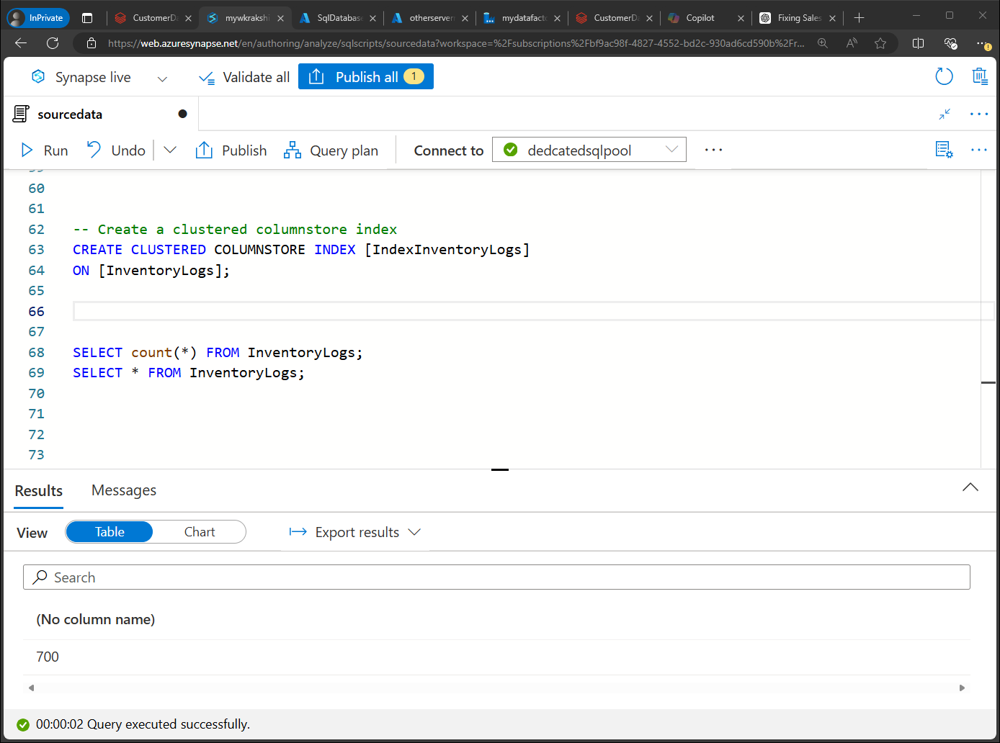 InPrivate
CustomerDa
mywkrakshi
SqlDatabase
otherserver
mydatafacto
CustomerDa
Copilot
Fixing Sales
https://web.azuresynapse.net/en/authoring/analyze/sqlscripts/sourcedata?workspace=%2Fsubscriptions%2Fbf9ac98f-4827-4552-bd2c-930ad6cd590b%2Fr...
Synapse live
Validate all
Publish all 1
sourcedata
Run
Undo
Publish
Query plan
Connect to
dedcatedsqlpool
60
61
62 -- Create a clustered columnstore index
63 CREATE CLUSTERED COLUMNSTORE INDEX [IndexInventoryLogs]
64 ON [InventoryLogs];
65
66
67
68 SELECT count(*) FROM InventoryLogs;
69 SELECT * FROM InventoryLogs;
70
71
72
73
Results
Messages
View
Table
Chart
Export results
Search
(No column name)
700
00:00:02 Query executed successfully.